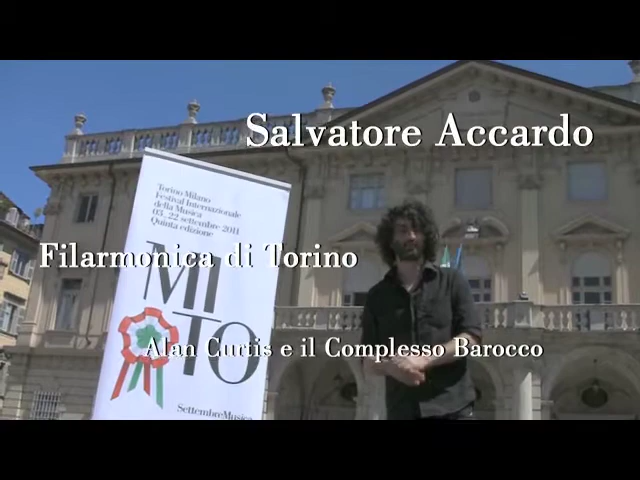 Salvatore Accardo
Torino Milano
Festival Internazionale
della Musica
03_22 settembre 2011
Quinta edizione
Filarmonica di Torino
MI
TO
Alan Curtis e il Complesso Barocco
SettembreMusica